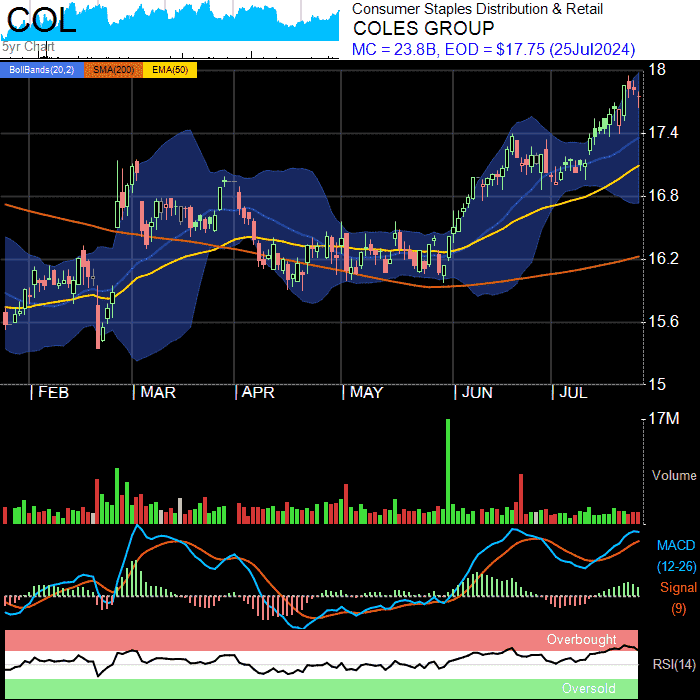 COL
5yr Chart
Consumer Staples Distribution & Retail
COLES GROUP
MC = 23.8B, EOD = $17.75 (25Jul2024)
BollBands(20,2) SMA(200) EMA(50)
18
17.4
16.8
16.2
15.6
15
FEB MAR APR MAY JUN JUL
17M
Volume
MACD
(12-26)
Signal
(9)
Overbought
RSI(14)
Oversold